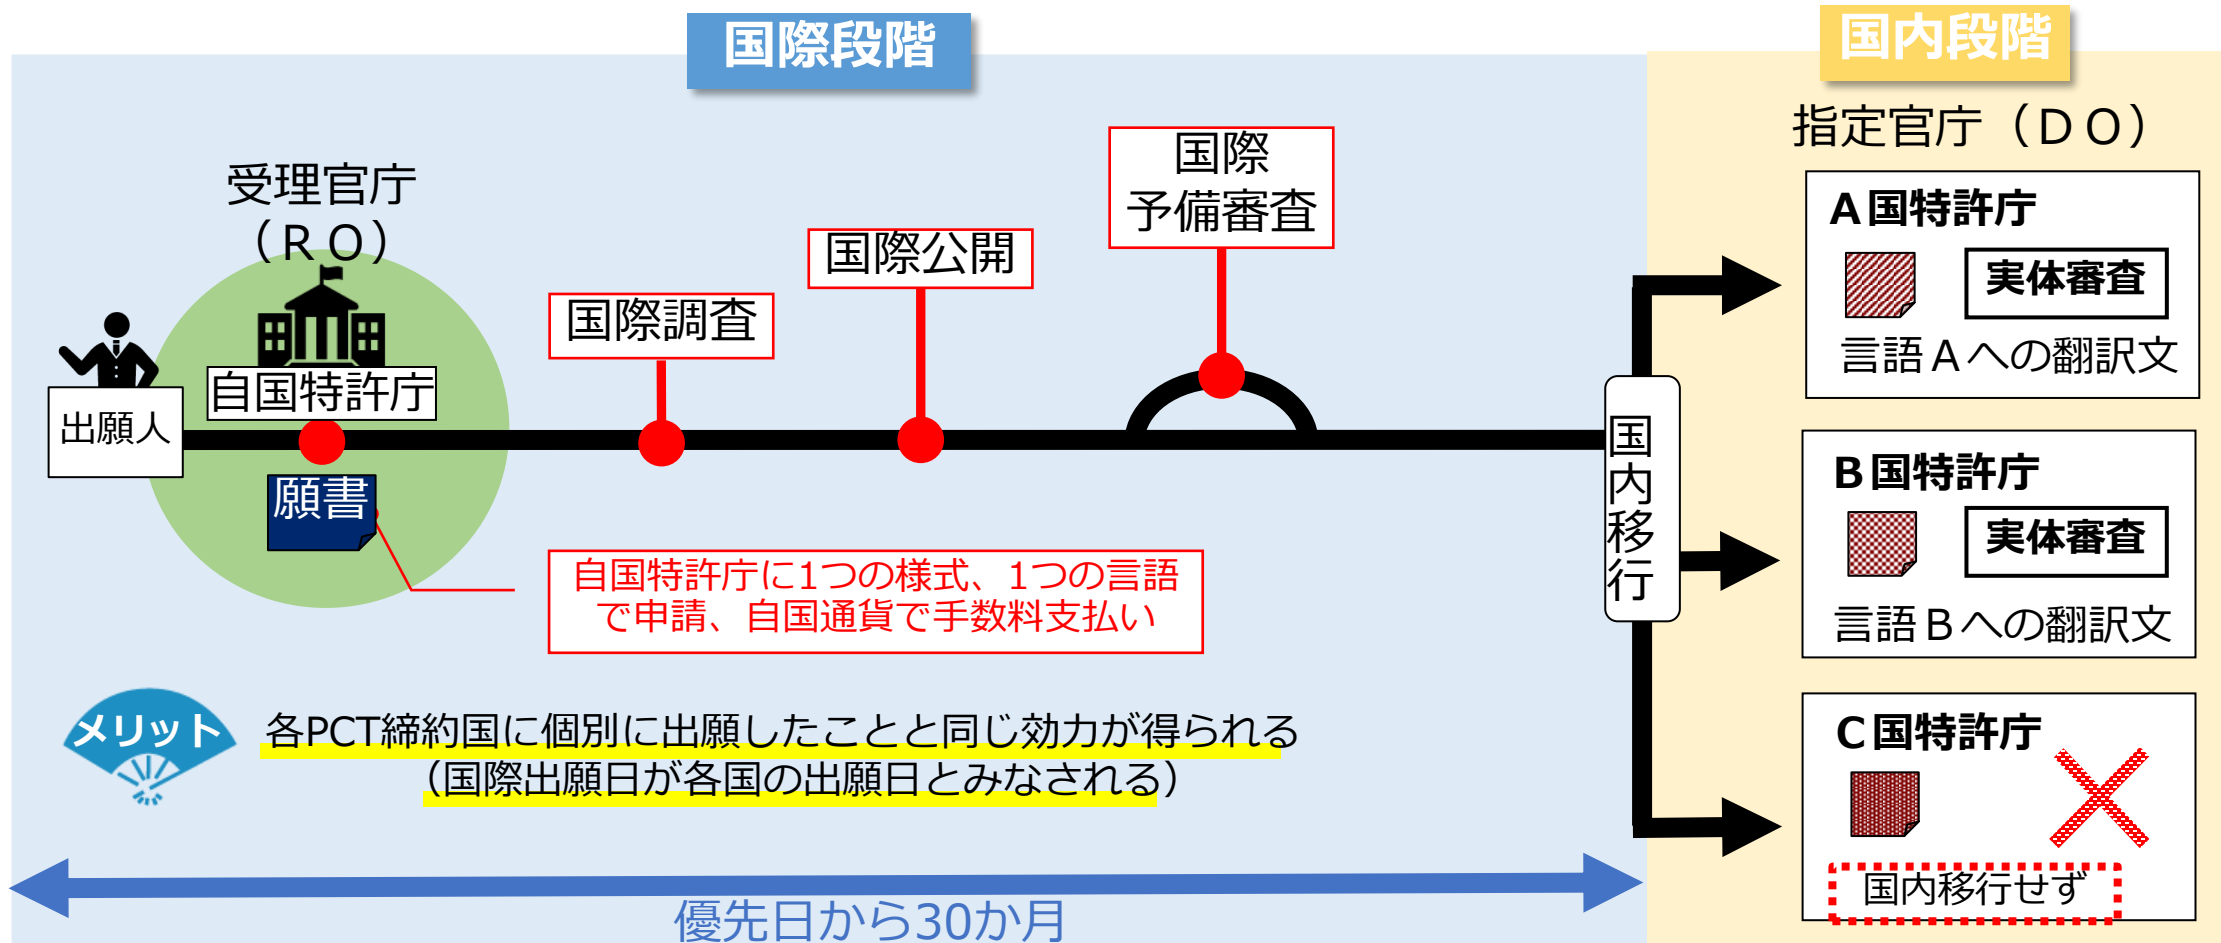 国際段階
国内段階
受理官庁
（ＲＯ）
自国特許庁
出願人
願書
国際調査
国際公開
国際
予備審査
自国特許庁に1つの様式、1つの言語
で申請、自国通貨で手数料支払い
メリット
各PCT締約国に個別に出願したことと同じ効力が得られる
（国際出願日が各国の出願日とみなされる）
優先日から30か月
国内移行
指定官庁（ＤＯ）
Ａ国特許庁
実体審査
言語Ａへの翻訳文
Ｂ国特許庁
実体審査
言語Ｂへの翻訳文
Ｃ国特許庁
国内移行せず